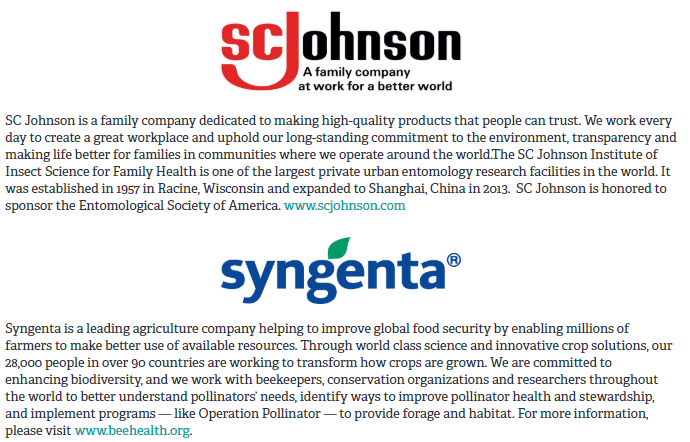 SC Johnson
A family company
at work for a better world
SC Johnson is a family company dedicated to making high-quality products that people can trust. We work every
day to create a great workplace and uphold our long-standing commitment to the environment, transparency and
making life better for families in communities where we operate around the world.The SC Johnson Institute of
Insect Science for Family Health is one of the largest private urban entomology research facilities in the world. It
was established in 1957 in Racine, Wisconsin and expanded to Shanghai, China in 2013.  SC Johnson is honored to
sponsor the Entomological Society of America. www.scjohnson.com
syngenta®
Syngenta is a leading agriculture company helping to improve global food security by enabling millions of
farmers to make better use of available resources. Through world class science and innovative crop solutions, our
28,000 people in over 90 countries are working to transform how crops are grown. We are committed to
enhancing biodiversity, and we work with beekeepers, conservation organizations and researchers throughout
the world to better understand pollinators’ needs, identify ways to improve pollinator health and stewardship,
and implement programs — like Operation Pollinator — to provide forage and habitat. For more information,
please visit www.beehealth.org.